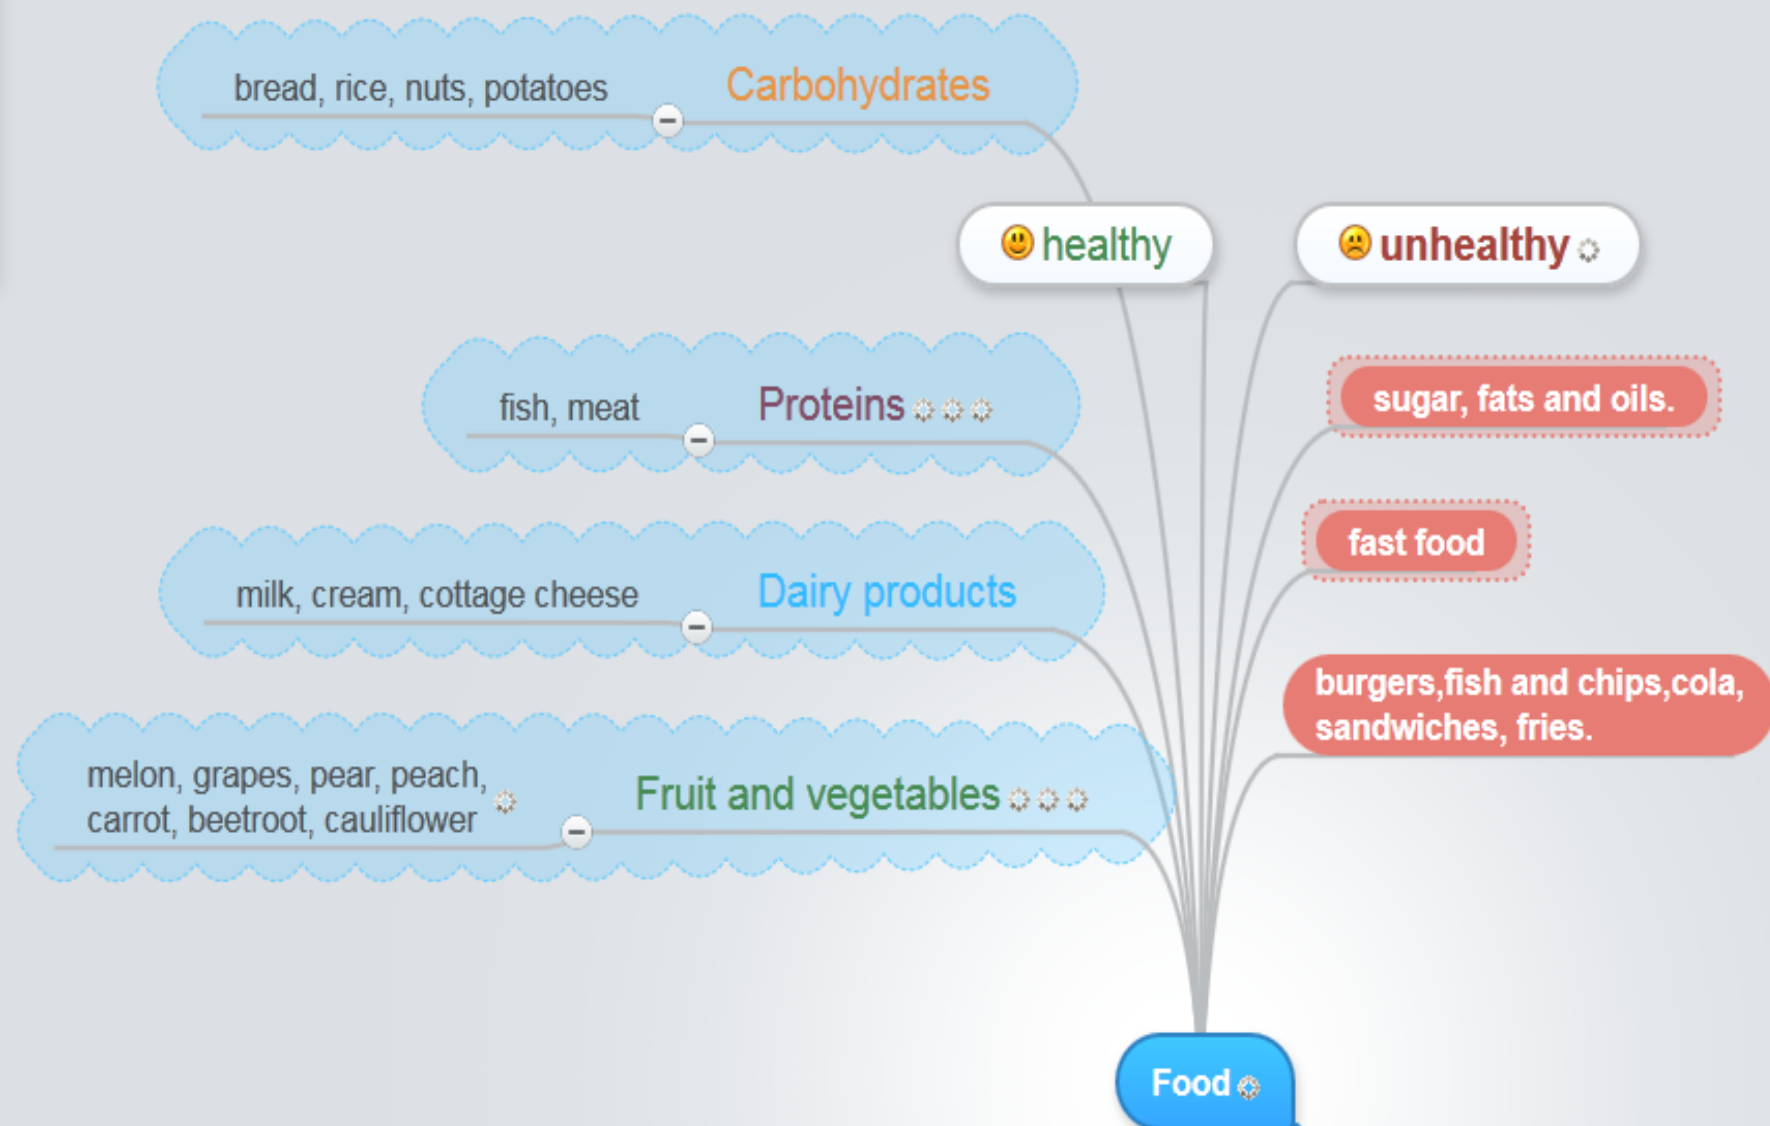 bread, rice, nuts, potatoes
Carbohydrates
healthy
unhealthy
fish, meat
Proteins
sugar, fats and oils.
fast food
milk, cream, cottage cheese
Dairy products
burgers,fish and chips,cola,
sandwiches, fries.
melon, grapes, pear, peach,
carrot, beetroot, cauliflower
Fruit and vegetables
Food